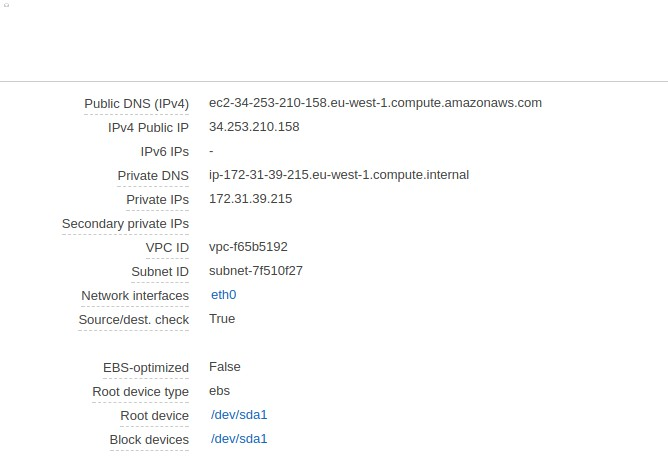 Public DNS (IPv4) ec2-34-253-210-158.eu-west-1.compute.amazonaws.com
IPv4 Public IP 34.253.210.158
IPv6 IPs -
Private DNS ip-172-31-39-215.eu-west-1.compute.internal
Private IPs 172.31.39.215
Secondary private IPs
VPC ID vpc-f65b5192
Subnet ID subnet-7f510f27
Network interfaces eth0
Source/dest. check True
EBS-optimized False
Root device type ebs
Root device /dev/sda1
Block devices /dev/sda1